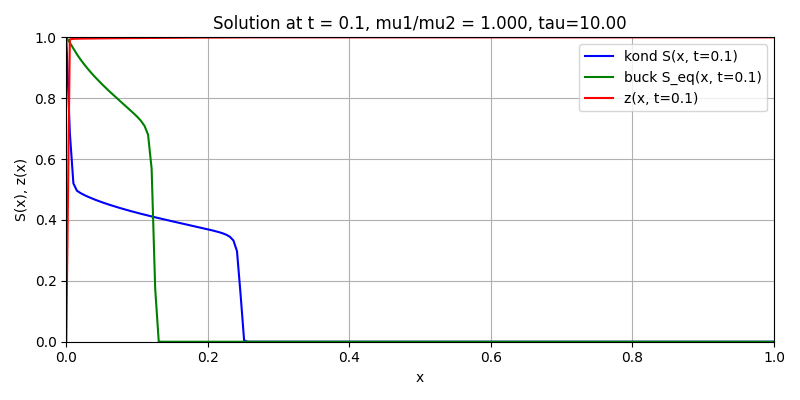 Solution at t = 0.1, mu1/mu2 = 1.000, tau=10.00
kond S(x, t=0.1)
buck S_eq(x, t=0.1)
z(x, t=0.1)
S(x), z(x)
1.0
0.8
0.6
0.4
0.2
0.0
0.0 0.2 0.4 0.6 0.8 1.0
x